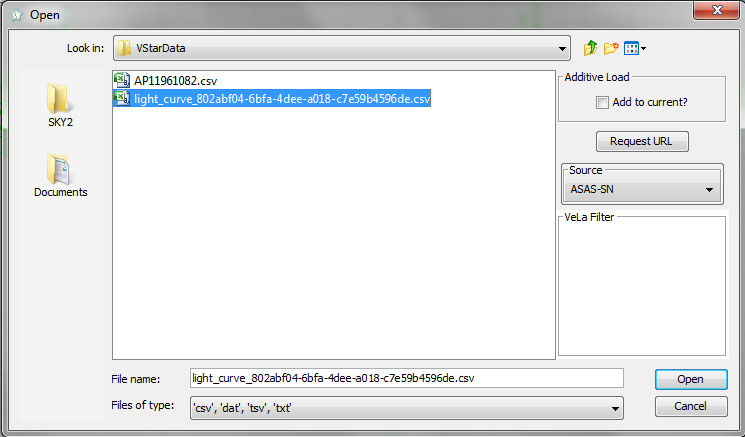 Open
Look in: VStarData
SKY2
Documents
AP11961082.csv
light_curve_802abf04-6bfa-4dee-a018-c7e59b4596de.csv
Additive Load
Add to current?
Request URL
Source
ASAS-SN
VeLa Filter
File name: light_curve_802abf04-6bfa-4dee-a018-c7e59b4596de.csv
Open
Files of type: 'csv', 'dat', 'tsv', 'txt'
Cancel